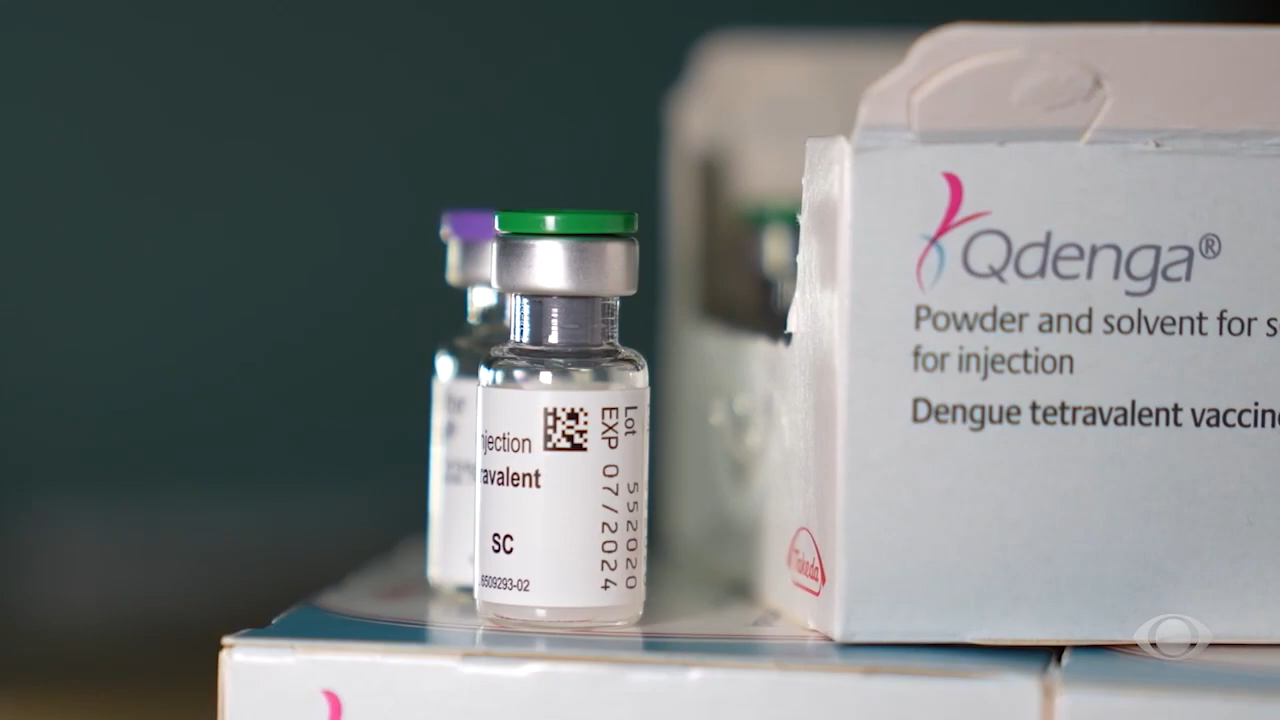 njection
ravalent
SC
6509293-02
Lot 552020
EXP 07/2024
Qdenga®
Powder and solvent for s
for injection
Dengue tetravalent vaccin
Takeda